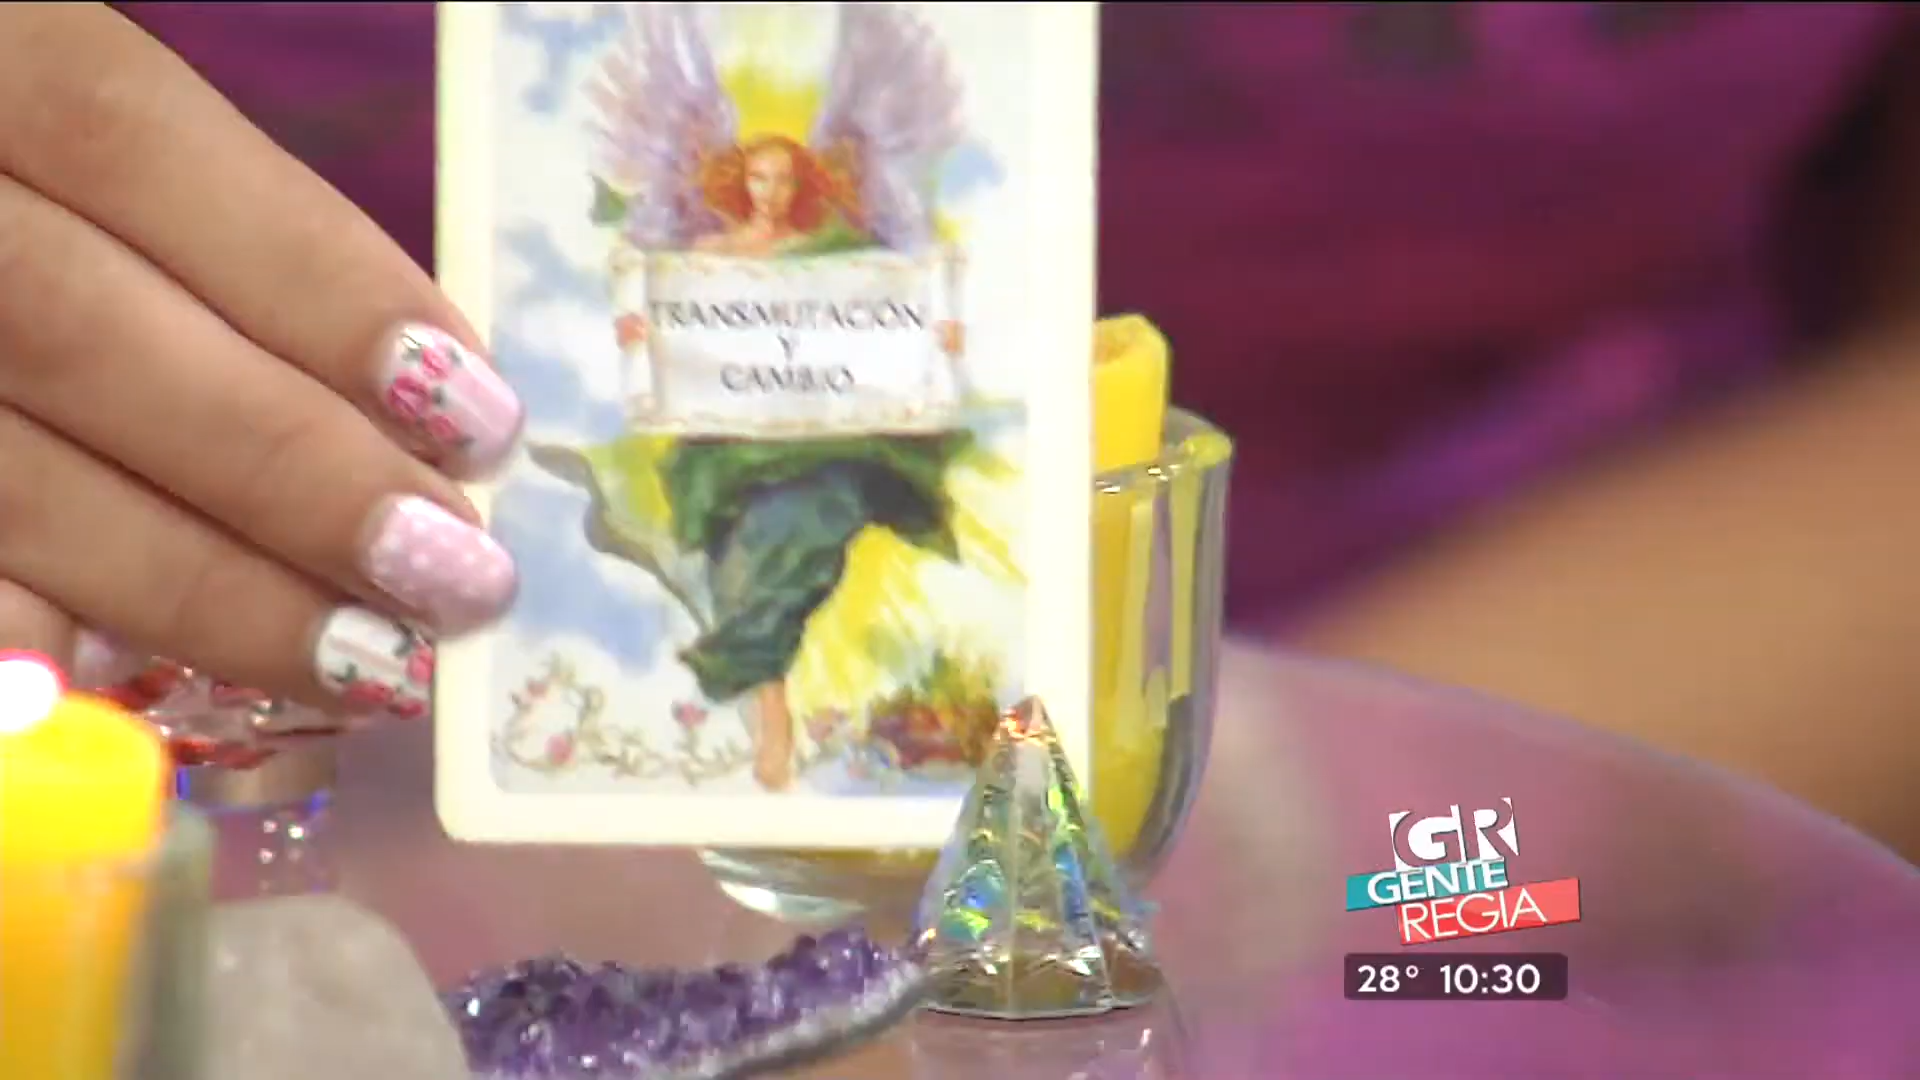 TRANSMUTACIÓN
Y
CAMBIO
GR
GENTE
REGIA
28° 10:30